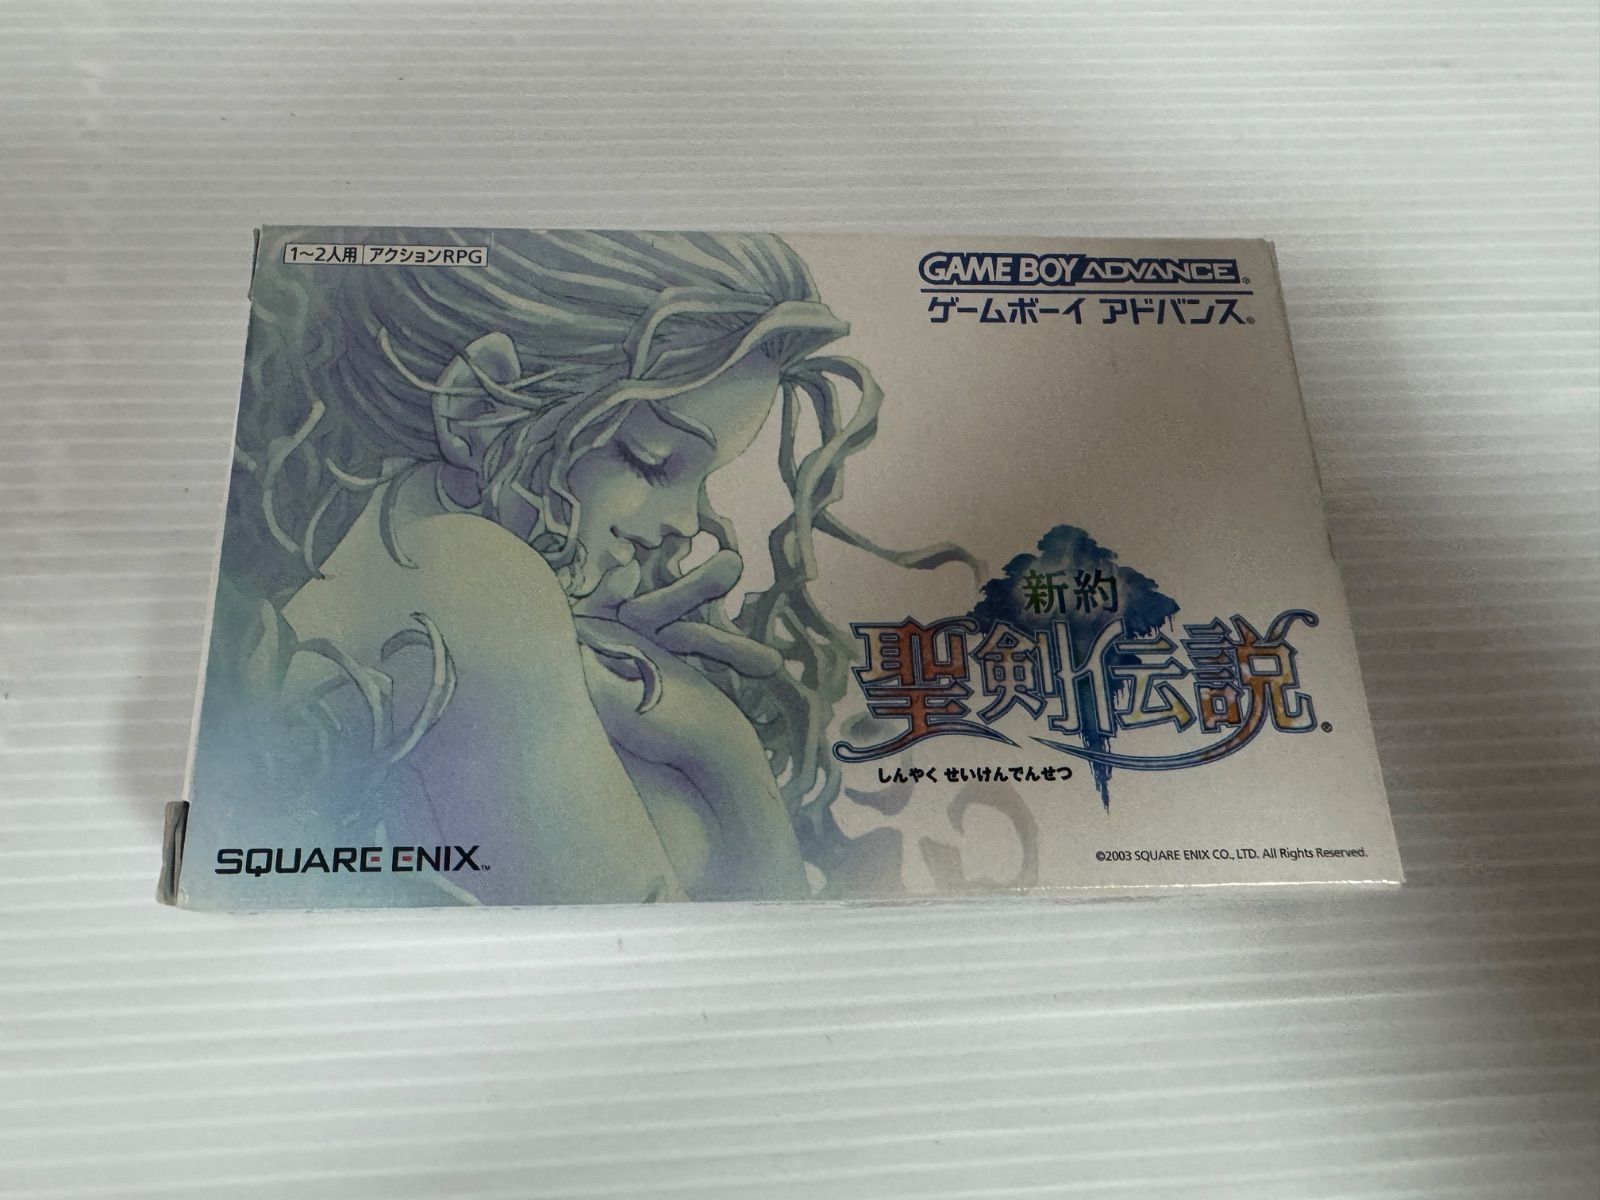 1～2人用 アクションRPG
GAME BOY ADVANCE
ゲームボーイ アドバンス®
新約
聖剣伝説®
しんやく せいけんでんせつ
SQUARE ENIX™
©2003 SQUARE ENIX CO., LTD. All Rights Reserved.